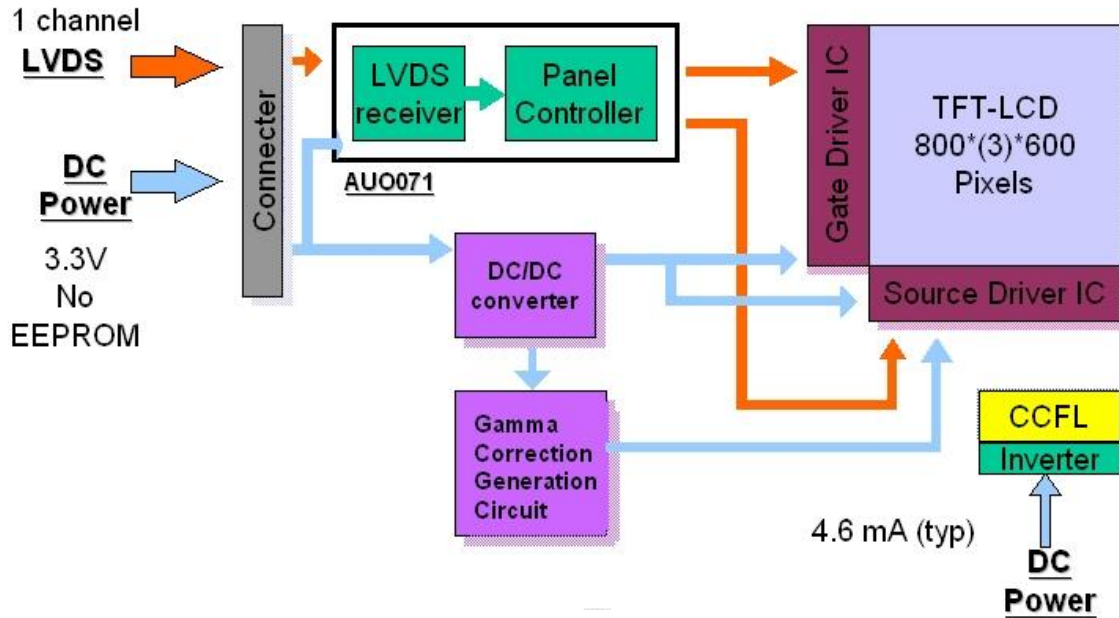 1 channel
LVDS
DC
Power
3.3V
No
EEPROM
Connecter
LVDS
receiver
Panel
Controller
AUO071
DC/DC
converter
Gamma
Correction
Generation
Circuit
Gate Driver IC
TFT-LCD
800*(3)*600
Pixels
Source Driver IC
CCFL
Inverter
4.6 mA (typ)
DC
Power